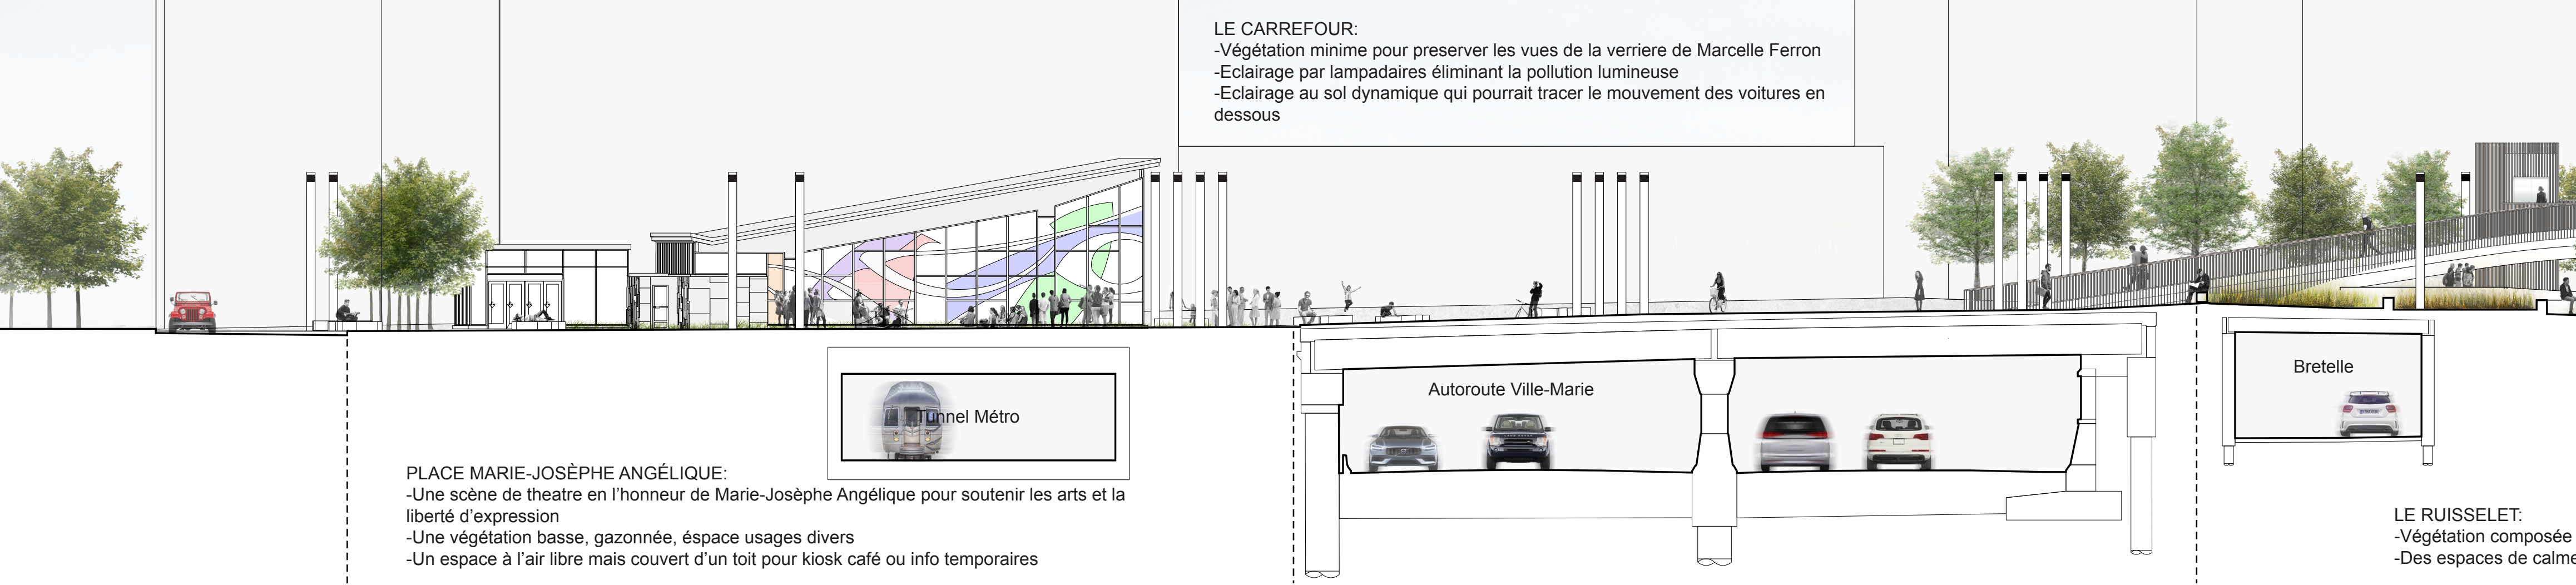 LE CARREFOUR:
-Végétation minime pour preserver les vues de la verriere de Marcelle Ferron
-Eclairage par lampadaires éliminant la pollution lumineuse
-Eclairage au sol dynamique qui pourrait tracer le mouvement des voitures en
dessous
Tunnel Métro
Autoroute Ville-Marie
Bretelle
PLACE MARIE-JOSÈPHE ANGÉLIQUE:
-Une scène de theatre en l'honneur de Marie-Josèphe Angélique pour soutenir les arts et la
liberté d'expression
-Une végétation basse, gazonnée, éspace usages divers
-Un espace à l'air libre mais couvert d'un toit pour kiosk café ou info temporaires
LE RUISSELET:
-Végétation composée
-Des espaces de calme